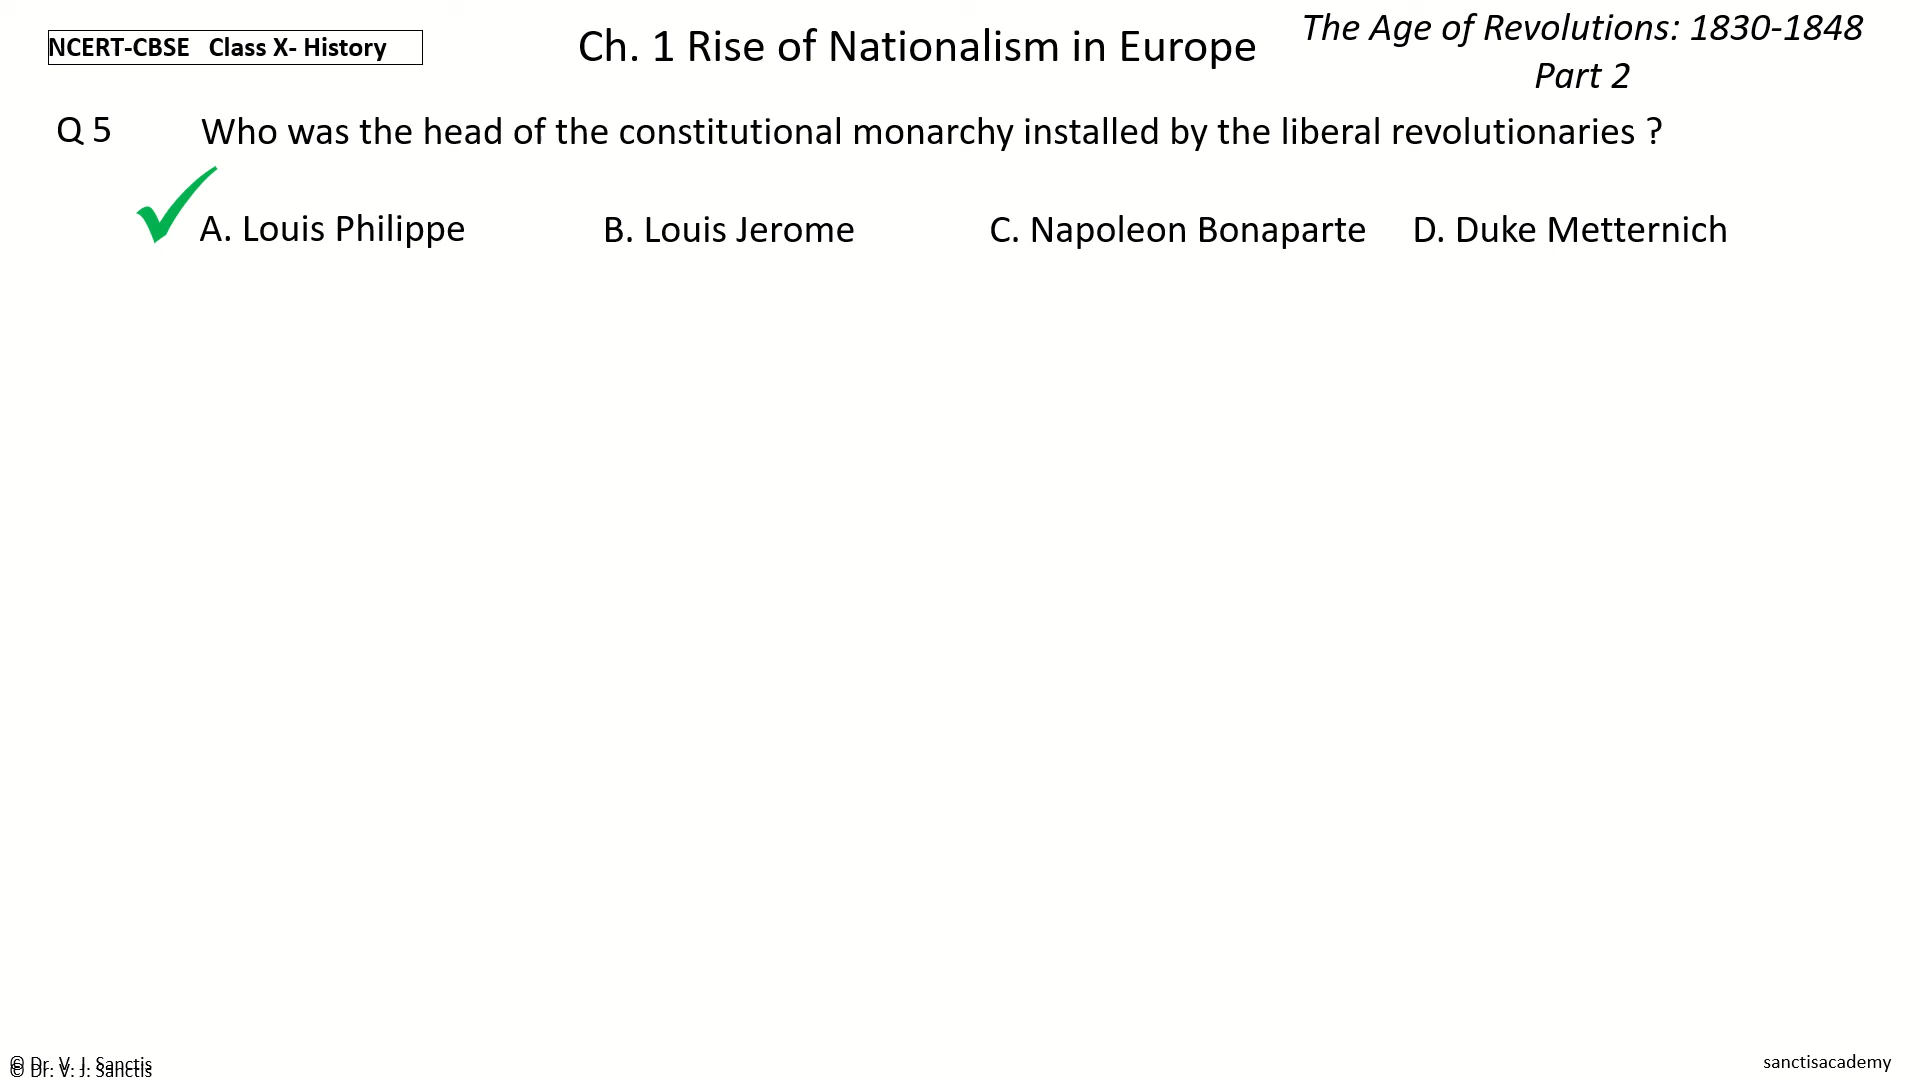 NCERT-CBSE Class X- History
Ch. 1 Rise of Nationalism in Europe
The Age of Revolutions: 1830-1848
Part 2
Q 5 Who was the head of the constitutional monarchy installed by the liberal revolutionaries ?
A. Louis Philippe B. Louis Jerome C. Napoleon Bonaparte D. Duke Metternich
© Dr. V. J. Sanctis
© Dr. V. J. Sanctis
sanctisacademy